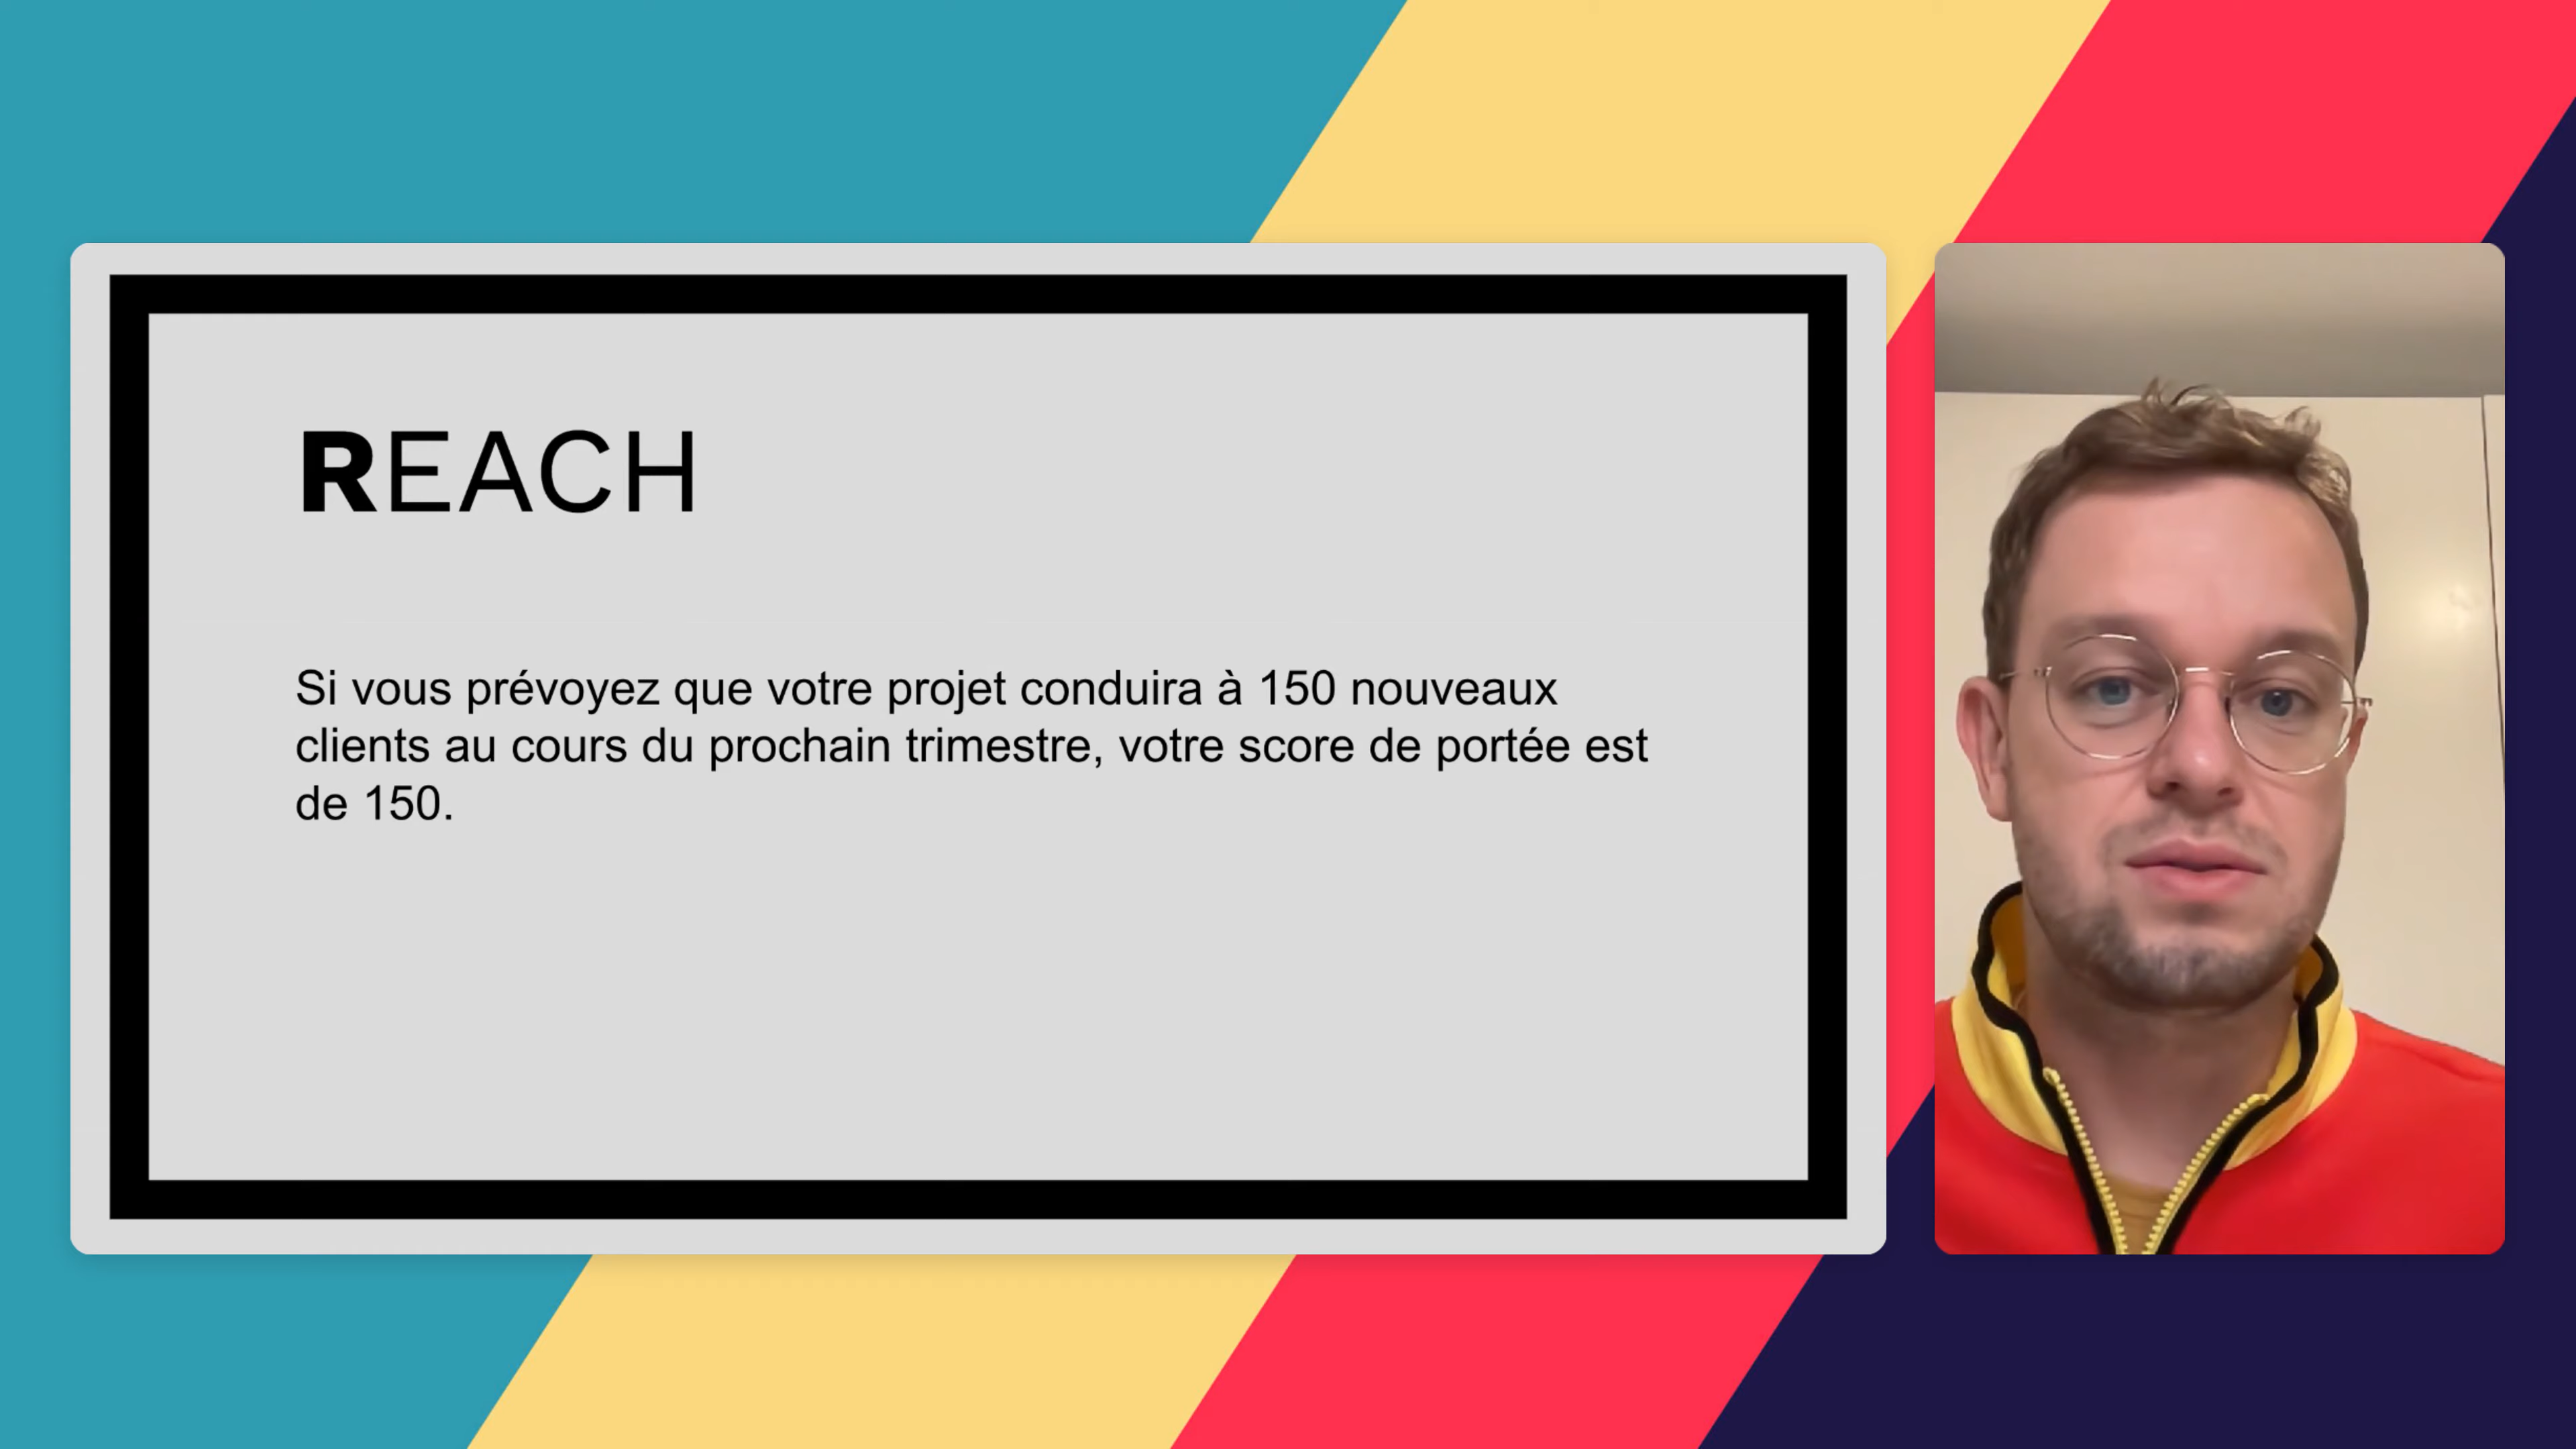 REACH
Si vous prévoyez que votre projet conduira à 150 nouveaux
clients au cours du prochain trimestre, votre score de portée est
de 150.